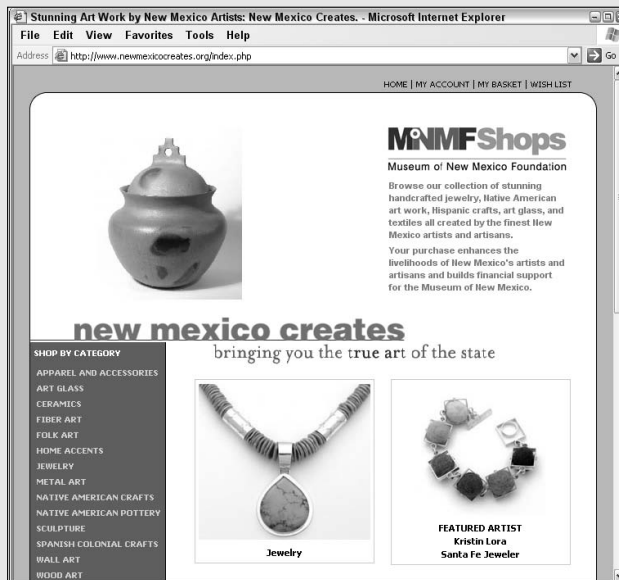 Stunning Art Work by New Mexico Artists: New Mexico Creates. - Microsoft Internet Explorer
File Edit View Favorites Tools Help
Address http://www.newmexicocreates.org/index.php Go
HOME | MY ACCOUNT | MY BASKET | WISH LIST
MNMF Shops
Museum of New Mexico Foundation
Browse our collection of stunning
handcrafted jewelry, Native American
art work, Hispanic crafts, art glass, and
textiles all created by the finest New
Mexico artists and artisans.
Your purchase enhances the
livelihoods of New Mexico's artists and
artisans and builds financial support
for the Museum of New Mexico.
new mexico creates
bringing you the true art of the state
SHOP BY CATEGORY
APPAREL AND ACCESSORIES
ART GLASS
CERAMICS
FIBER ART
FOLK ART
HOME ACCENTS
JEWELRY
METAL ART
NATIVE AMERICAN CRAFTS
NATIVE AMERICAN POTTERY
SCULPTURE
SPANISH COLONIAL CRAFTS
WALL ART
WOOD ART
Jewelry
FEATURED ARTIST
Kristin Lora
Santa Fe Jeweler